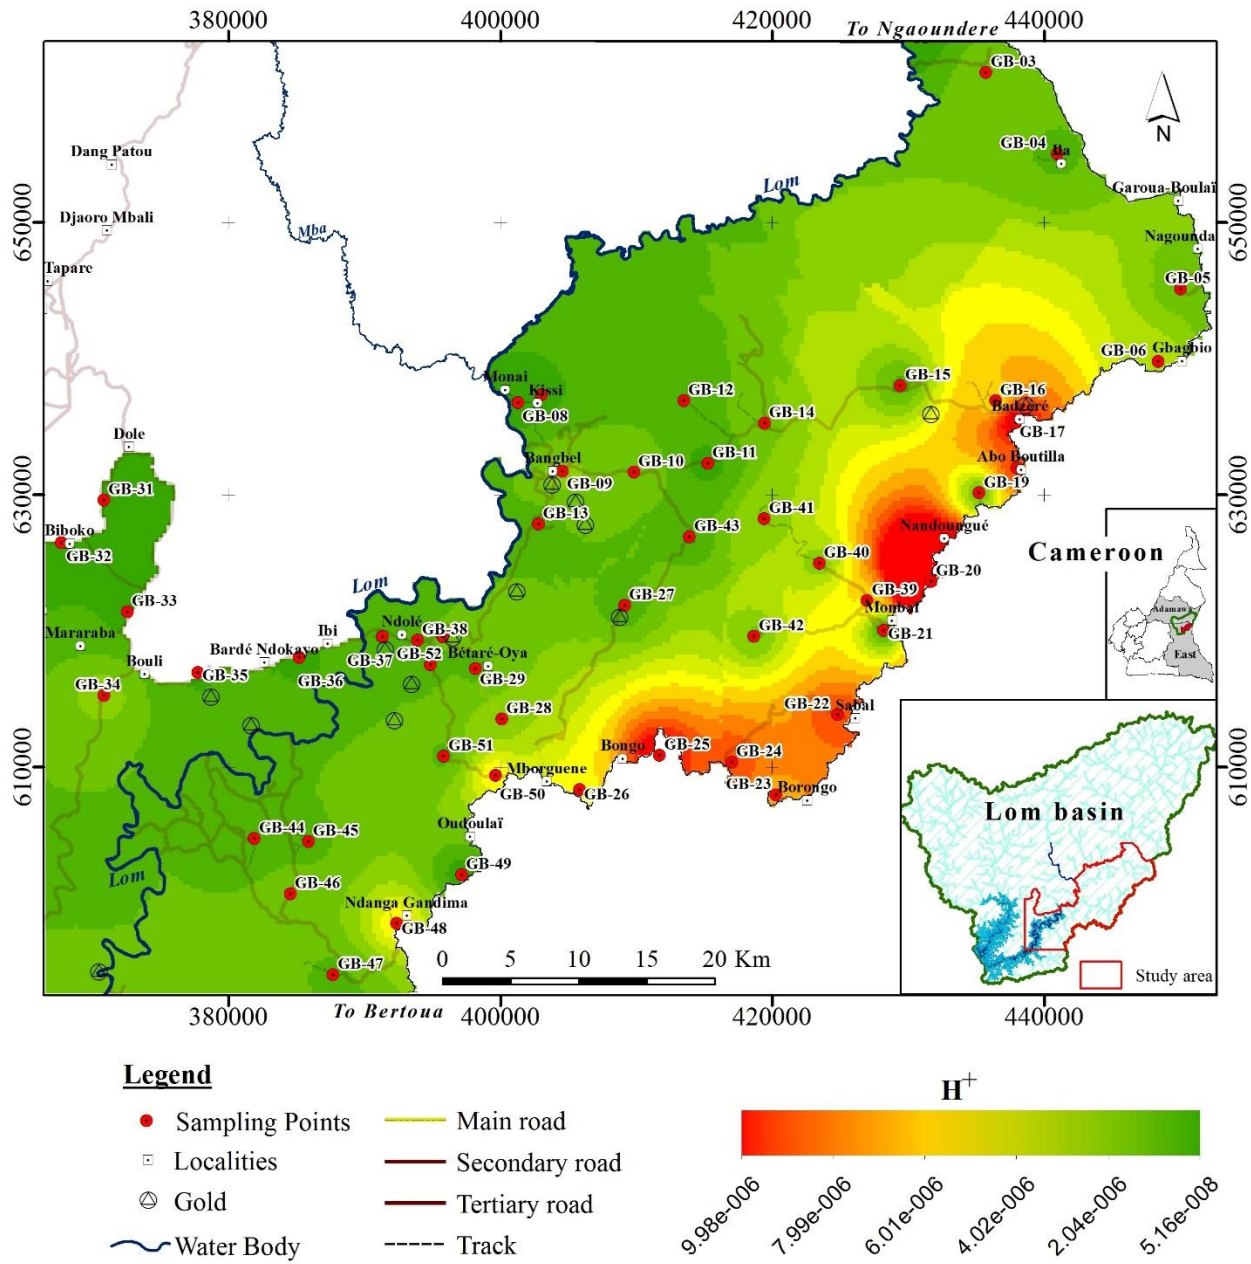 380000 400000 420000 440000
To Ngaoundere
GB-03
GB-04
Ita
N
Dang Patou
Lom
Garoua-Boulaï
Djaoro Mbali
650000
Mba
650000
Nagounda
Tapare
GB-05
GB-06
Gbagbio
Monai
Kissi
GB-08
GB-12
GB-15
GB-16
Badzéré
GB-14
GB-17
Dole
Bangbel
GB-10
GB-11
Abo Boutilla
GB-31
GB-09
GB-19
630000
630000
GB-13
GB-41
Biboko
GB-32
GB-43
Nandoungué
Cameroon
Lom
GB-40
GB-20
Adamawa
GB-33
GB-27
GB-39
Monbal
Mararaba
Ibi
Ndolé
GB-38
GB-42
GB-21
East
Bardé Ndokayo
GB-37
GB-52
Bétaré-Oya
Bouli
GB-35
GB-36
GB-29
GB-34
GB-22
Sabal
GB-28
GB-51
Bongo
GB-25
GB-24
610000
610000
Mborguene
GB-23
Borongo
GB-50
GB-26
Lom basin
Oudoulaï
GB-44
GB-45
Lom
GB-49
GB-46
Ndanga Gandima
GB-48
GB-47
0 5 10 15 20 Km
Study area
380000 400000 420000 440000
To Bertoua
Legend
Sampling Points
Localities
Gold
Water Body
Main road
Secondary road
Tertiary road
Track
H+
9.98e-006 7.99e-006 6.01e-006 4.02e-006 2.04e-006 5.16e-008